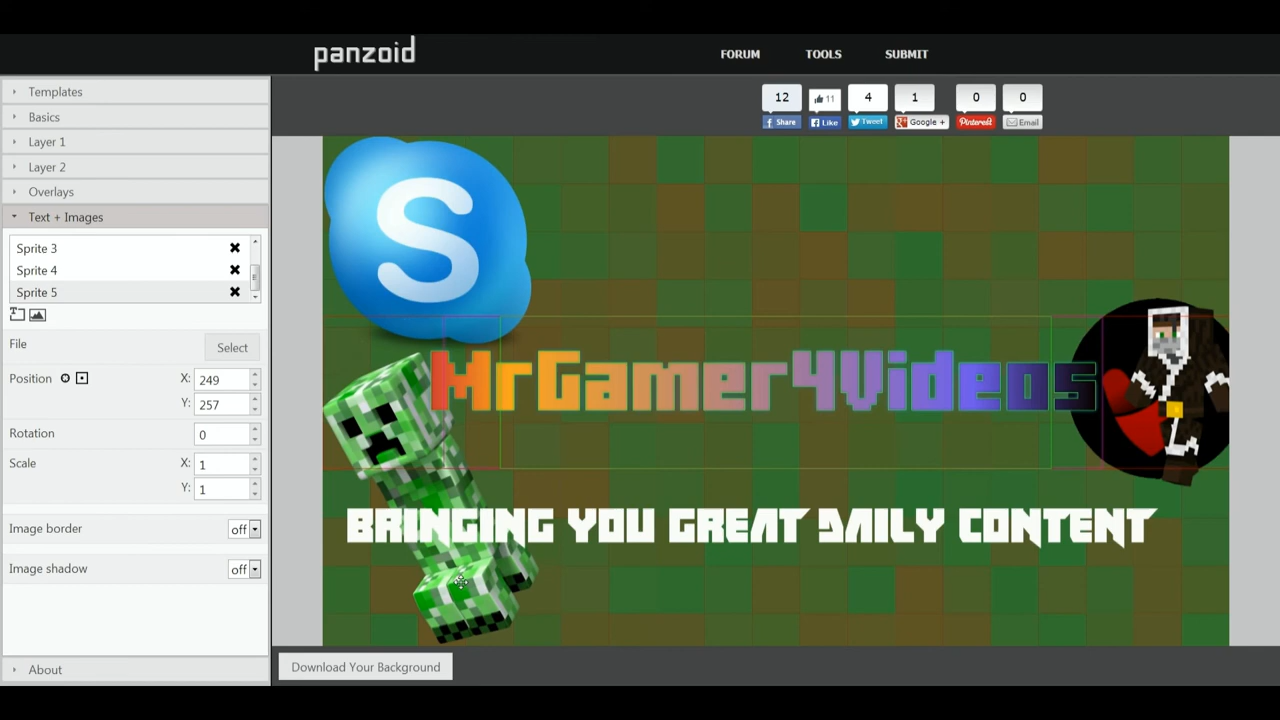 panzoid
FORUM
TOOLS
SUBMIT
Templates
Basics
Layer 1
Layer 2
Overlays
Text + Images
Sprite 3
Sprite 4
Sprite 5
File
Select
Position
X: 249
Y: 257
Rotation
0
Scale
X: 1
Y: 1
Image border
off
Image shadow
off
About
12
Share
11
Like
4
Tweet
1
Google +
0
Pinterest
0
Email
S
MrGamer4Videos
BRINGING YOU GREAT DAILY CONTENT
Download Your Background